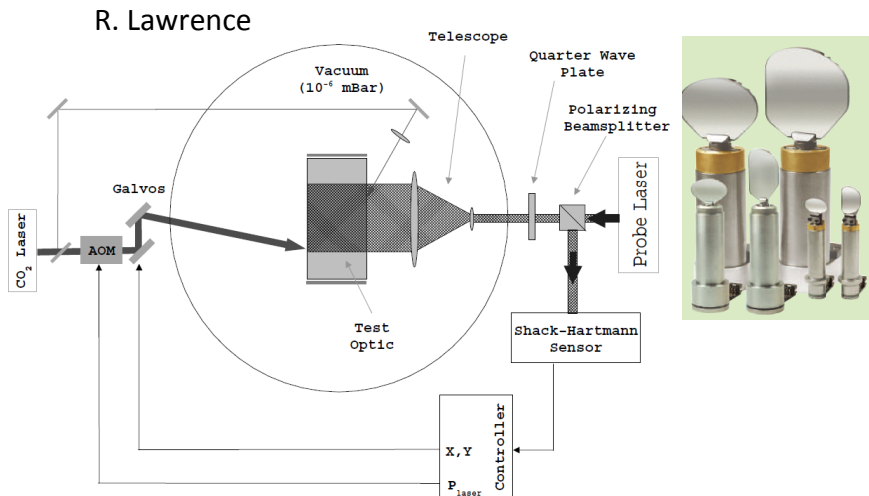 R. Lawrence
Telescope
Vacuum
(10⁻⁶ mBar)
Quarter Wave
Plate
Polarizing
Beamsplitter
Galvos
CO₂ Laser
AOM
Probe Laser
Test
Optic
Shack-Hartmann
Sensor
X,Y
P_laser
Controller